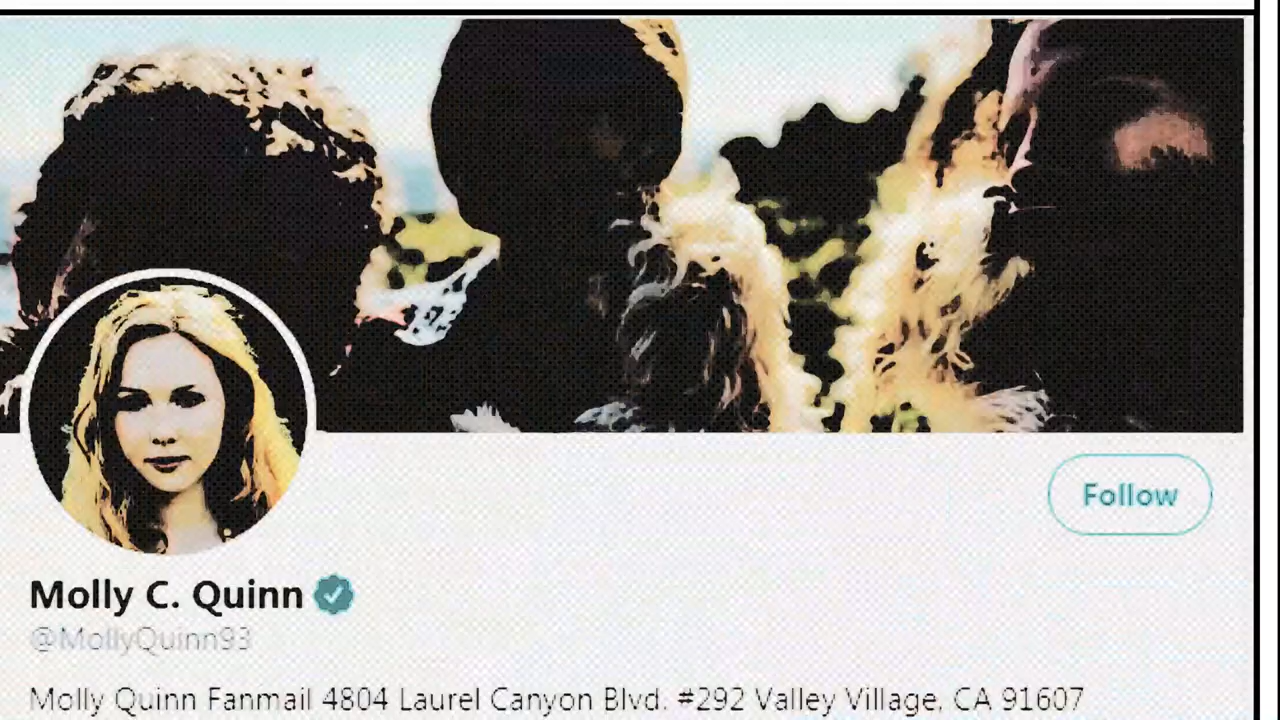 Follow
Molly C. Quinn
@MollyQuinn93
Molly Quinn Fanmail 4804 Laurel Canyon Blvd. #292 Valley Village, CA 91607